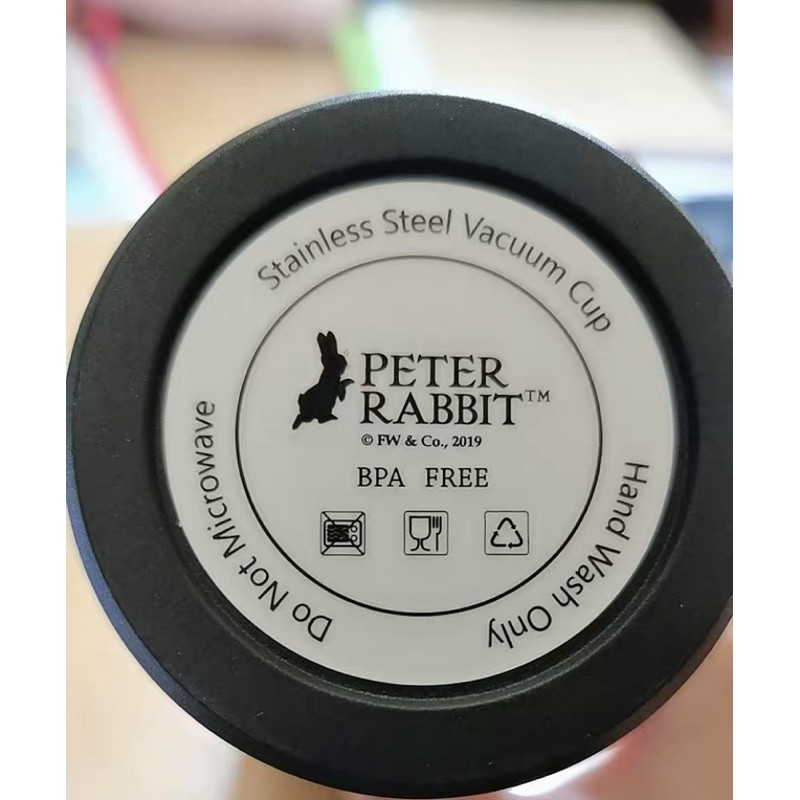 Stainless Steel Vacuum Cup
PETER
RABBIT™
© FW & Co., 2019
BPA FREE
Do Not Microwave
Hand Wash Only